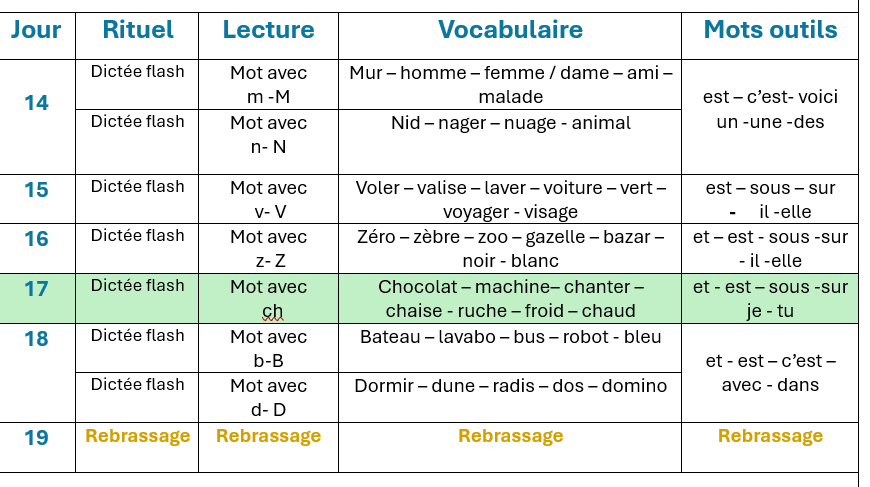 Jour Rituel Lecture Vocabulaire Mots outils
14
Dictée flash
Mot avec
m -M
Mur – homme – femme / dame – ami –
malade
est – c’est- voici
un -une -des
Dictée flash
Mot avec
n- N
Nid – nager – nuage - animal
15
Dictée flash
Mot avec
v- V
Voler – valise – laver – voiture – vert –
voyager - visage
est – sous – sur
- il -elle
16
Dictée flash
Mot avec
z- Z
Zéro – zèbre – zoo – gazelle – bazar –
noir - blanc
et – est - sous -sur
- il -elle
17
Dictée flash
Mot avec
ch
Chocolat – machine– chanter –
chaise - ruche – froid – chaud
et - est – sous -sur
je - tu
18
Dictée flash
Mot avec
b-B
Bateau – lavabo – bus – robot - bleu
et - est – c’est –
avec - dans
Dictée flash
Mot avec
d- D
Dormir – dune – radis – dos – domino
19
Rebrassage
Rebrassage
Rebrassage
Rebrassage